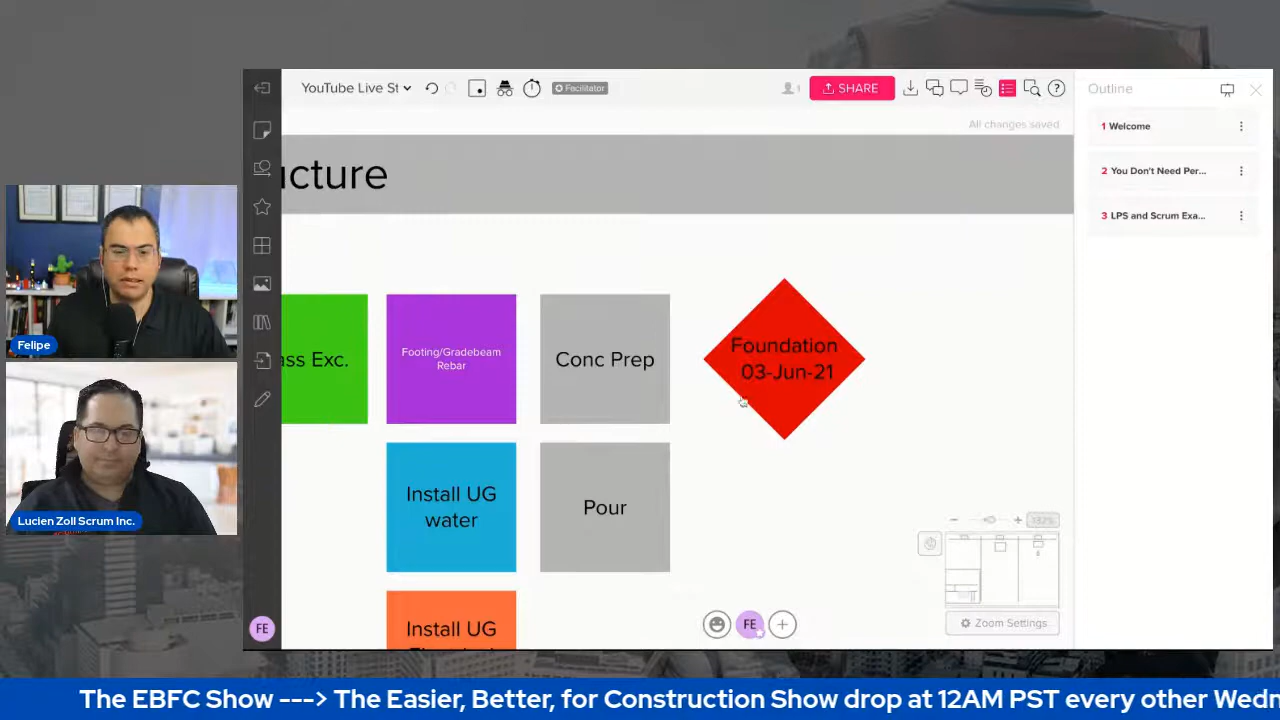 YouTube Live St
Facilitator
1
SHARE
?
Outline
All changes saved
1 Welcome
2 You Don't Need Per...
3 LPS and Scrum Exa...
ucture
ass Exc.
Footing/Gradebeam
Rebar
Conc Prep
Foundation
03-Jun-21
Install UG
water
Pour
Install UG
Zoom Settings
FE
FE
Felipe
Lucien Zoll Scrum Inc.
The EBFC Show ---> The Easier, Better, for Construction Show drop at 12AM PST every other Wedn